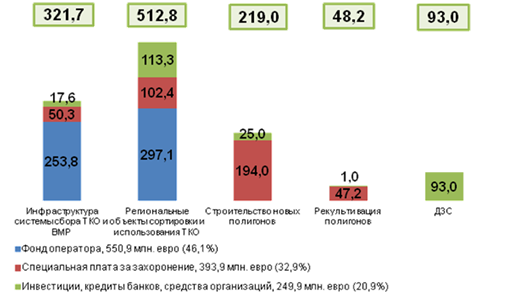 321,7
512,8
219,0
48,2
93,0
17,6
50,3
253,8
113,3
102,4
297,1
25,0
194,0
1,0
47,2
93,0
Инфраструктура
системы сбора ТКО
ВМР
Региональные
и объекты сортировки и
использования ТКО
Строительство новых
полигонов
Рекультивация
полигонов
ДЗС
Фонд оператора, 550,9 млн. евро (46,1%)
Специальная плата за захоронение, 393,9 млн. евро (32,9%)
Инвестиции, кредиты банков, средства организаций, 249,9 млн. евро (20,9%)